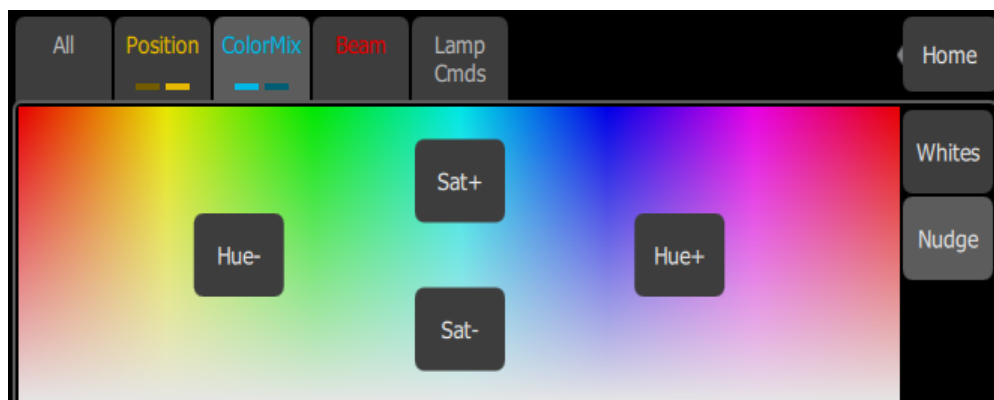 All
Position
ColorMix
Beam
Lamp
Cmds
Home
Whites
Sat+
Hue-
Hue+
Nudge
Sat-